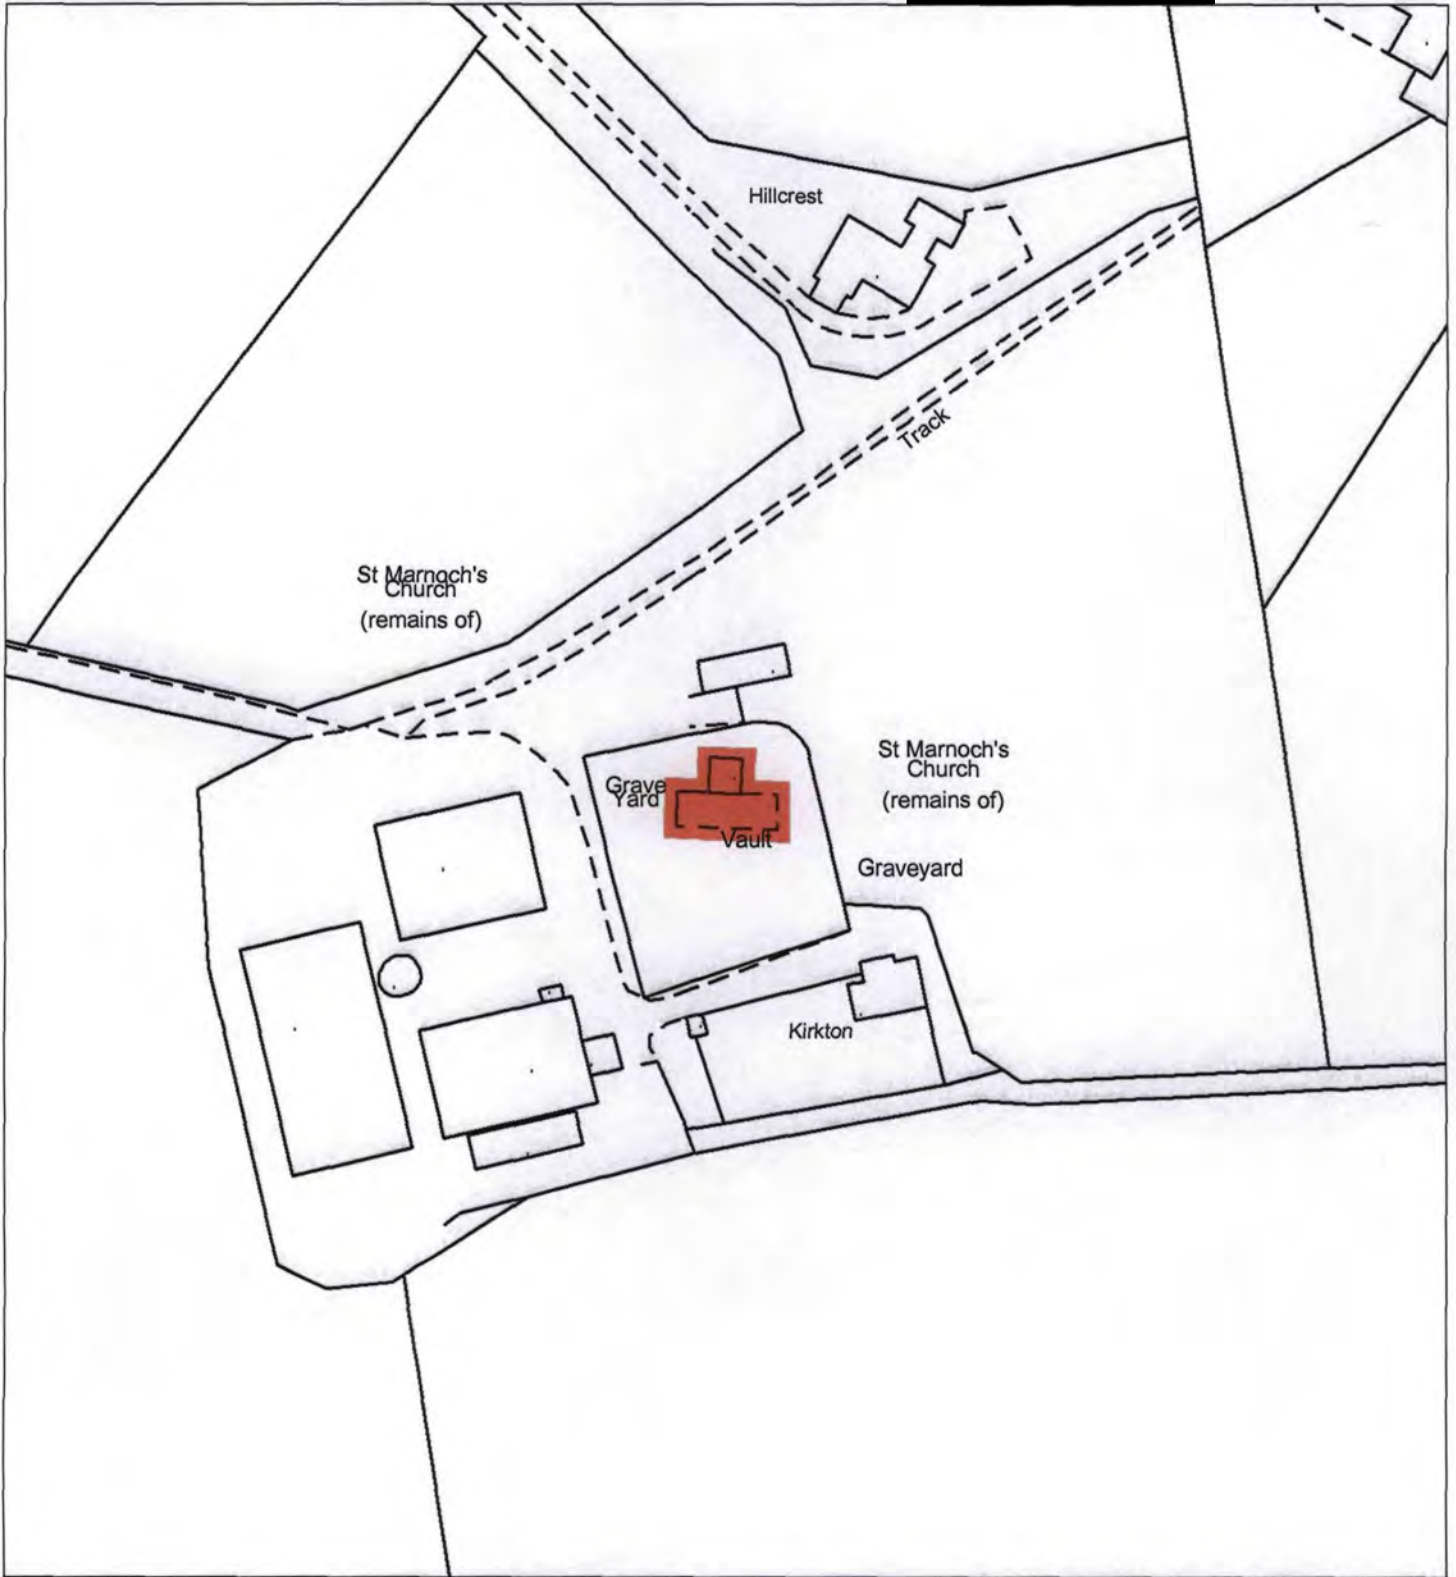 Hillcrest
Track
St Marnoch's
Church
(remains of)
St Marnoch's
Church
(remains of)
Grave
Yard
Vault
Graveyard
Kirkton